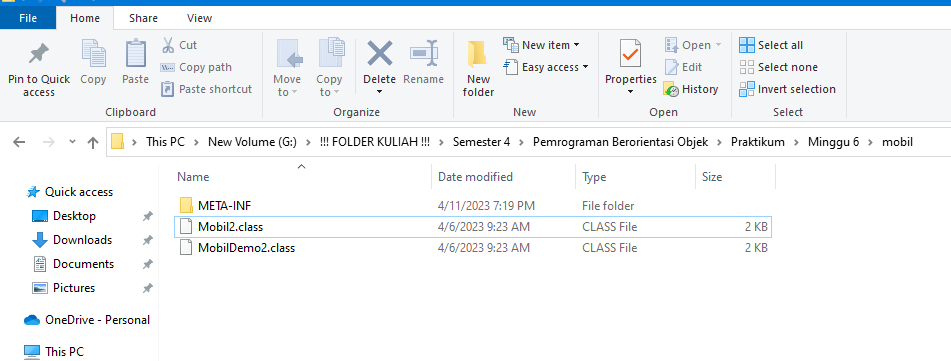 File Home Share View
Pin to Quick access
Copy
Paste
Cut
Copy path
Paste shortcut
Clipboard
Move to
Copy to
Delete
Rename
Organize
New folder
New item
Easy access
New
Properties
Open
Edit
History
Open
Select all
Select none
Invert selection
Select
This PC > New Volume (G:) > !!! FOLDER KULIAH !!! > Semester 4 > Pemrograman Berorientasi Objek > Praktikum > Minggu 6 > mobil
Quick access
Desktop
Downloads
Documents
Pictures
OneDrive - Personal
This PC
Name Date modified Type Size
META-INF 4/11/2023 7:19 PM File folder
Mobil2.class 4/6/2023 9:23 AM CLASS File 2 KB
MobilDemo2.class 4/6/2023 9:23 AM CLASS File 2 KB